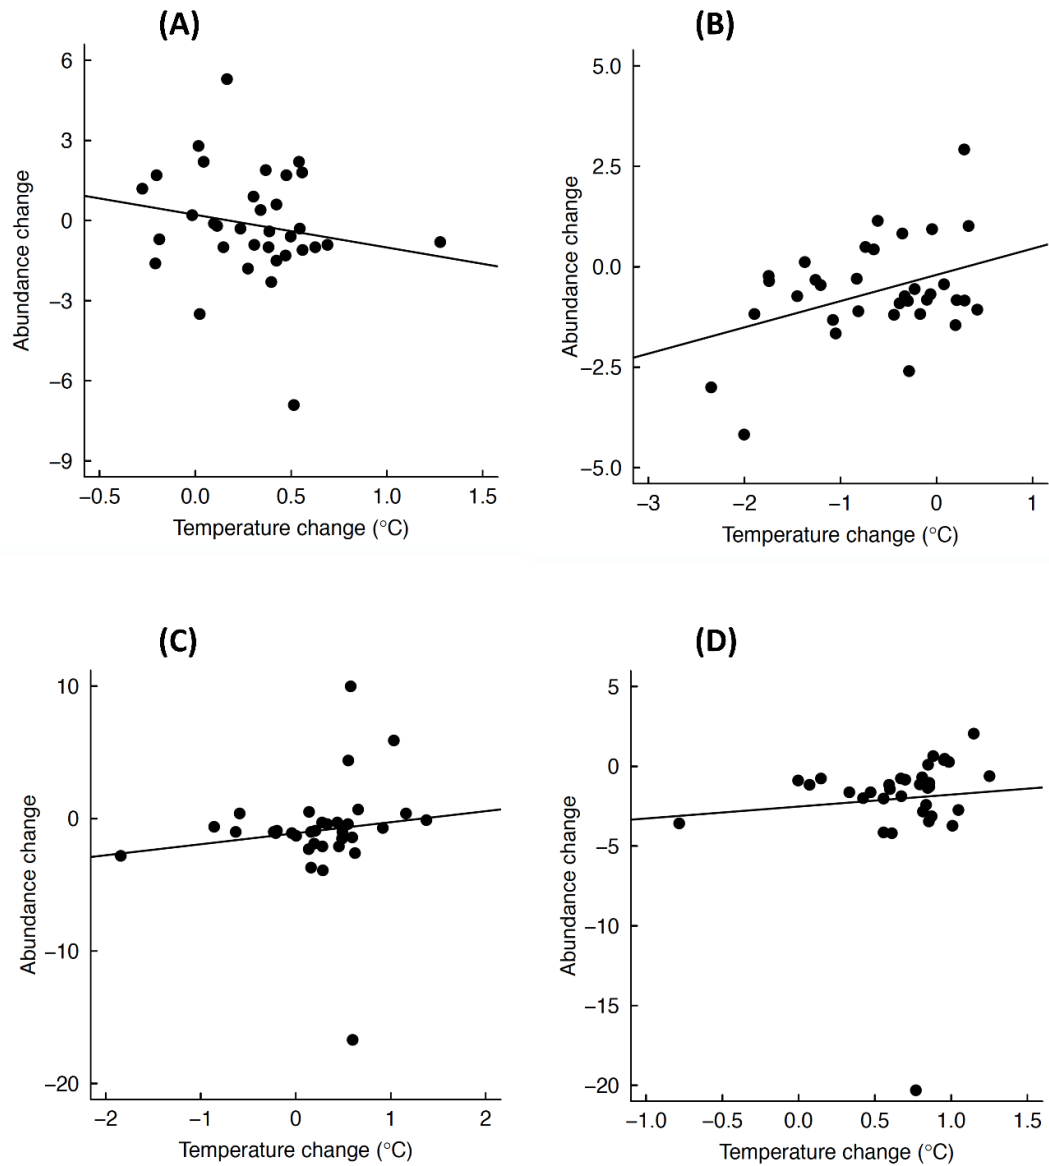 (A)
6
3
0
−3
−6
−9
Abundance change
−0.5 0.0 0.5 1.0 1.5
Temperature change (°C)
(B)
5.0
2.5
0.0
−2.5
−5.0
Abundance change
−3 −2 −1 0 1
Temperature change (°C)
(C)
10
0
−10
−20
Abundance change
−2 −1 0 1 2
Temperature change (°C)
(D)
5
0
−5
−10
−15
−20
Abundance change
−1.0 −0.5 0.0 0.5 1.0 1.5
Temperature change (°C)